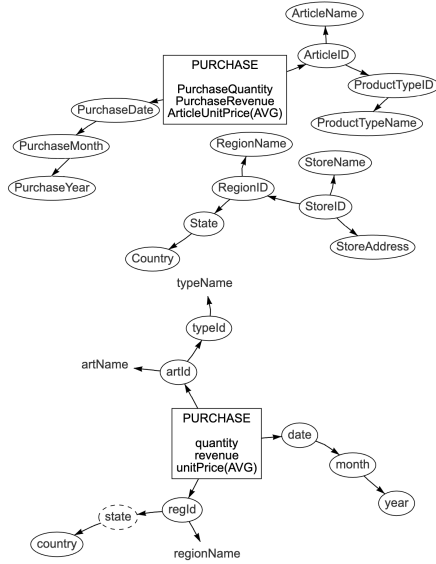 ArticleName
PURCHASE
PurchaseQuantity
PurchaseRevenue
ArticleUnitPrice(AVG)
ArticleID
ProductTypeID
ProductTypeName
PurchaseDate
PurchaseMonth
PurchaseYear
RegionName
StoreName
RegionID
StoreID
State
Country
StoreAddress
typeName
typeId
artName
artId
PURCHASE
quantity
revenue
unitPrice(AVG)
date
month
year
regId
state
country
regionName